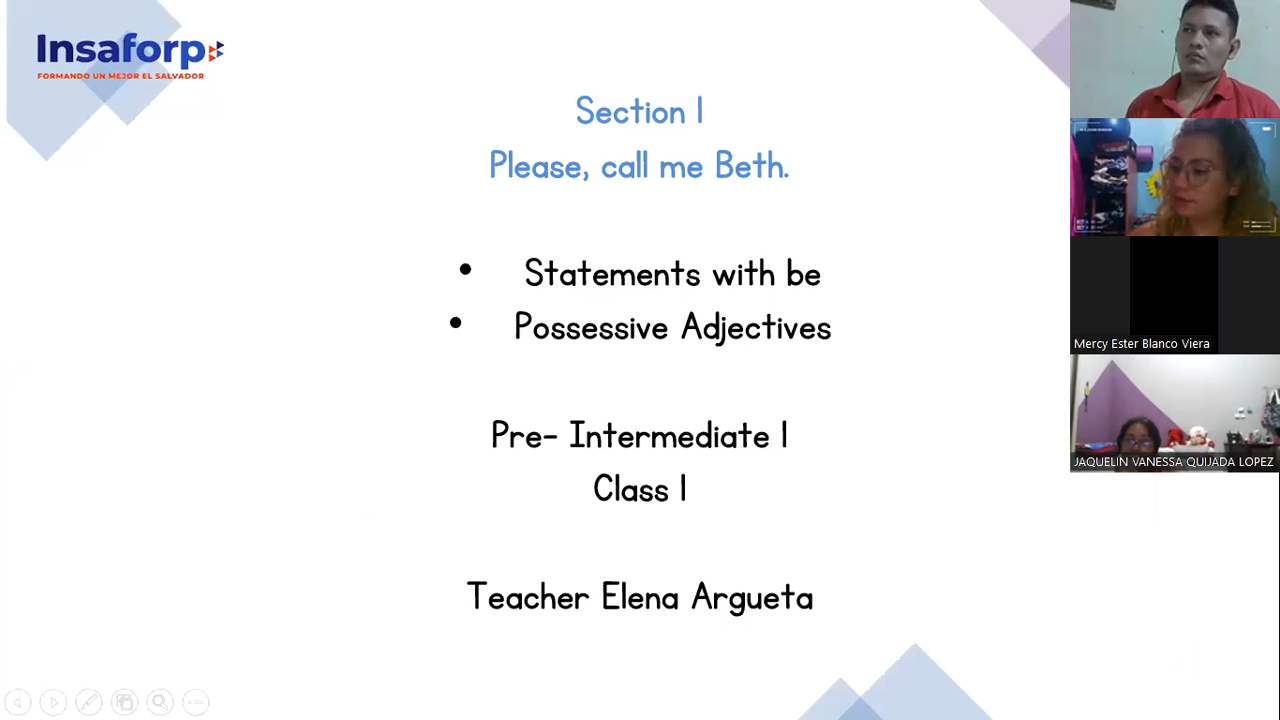 Insaforp
FORMANDO UN MEJOR EL SALVADOR
Section 1
Please, call me Beth.
• Statements with be
• Possessive Adjectives
Pre- Intermediate 1
Class 1
Teacher Elena Argueta
Mercy Ester Blanco Viera
JAQUELIN VANESSA QUIJADA LOPEZ